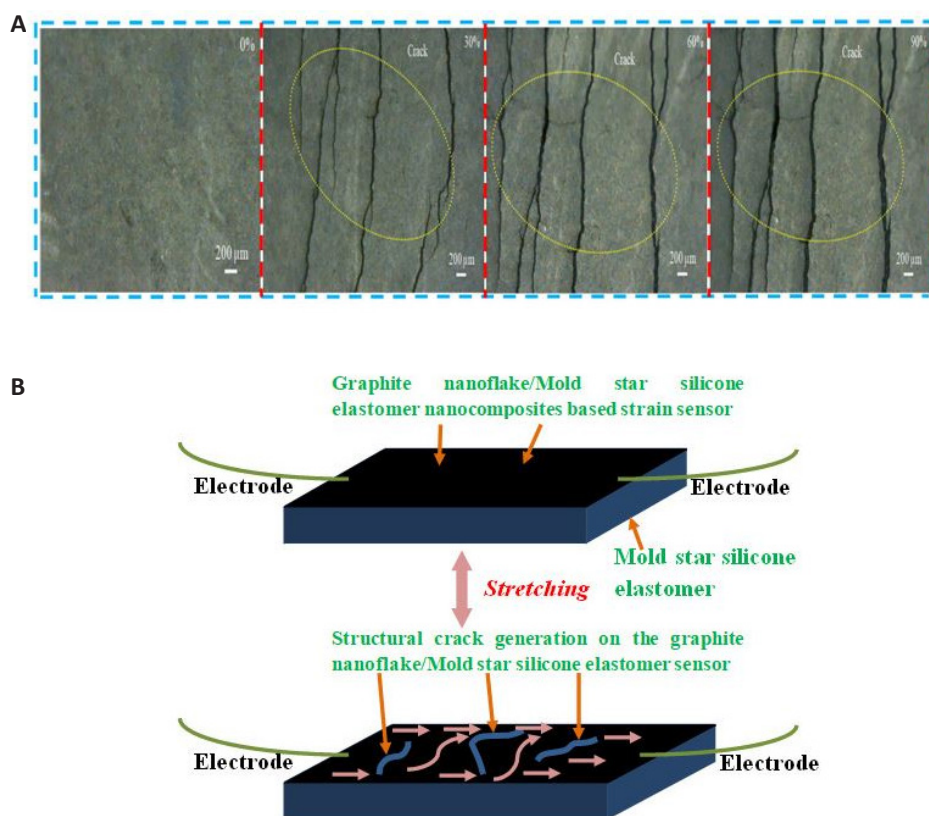 A
0%
Crack
30%
Crack
60%
Crack
90%
200 µm
200 µm
200 µm
200 µm
B
Graphite nanoflake/Mold star silicone
elastomer nanocomposites based strain sensor
Electrode
Electrode
Mold star silicone
elastomer
Stretching
Structural crack generation on the graphite
nanoflake/Mold star silicone elastomer sensor
Electrode
Electrode